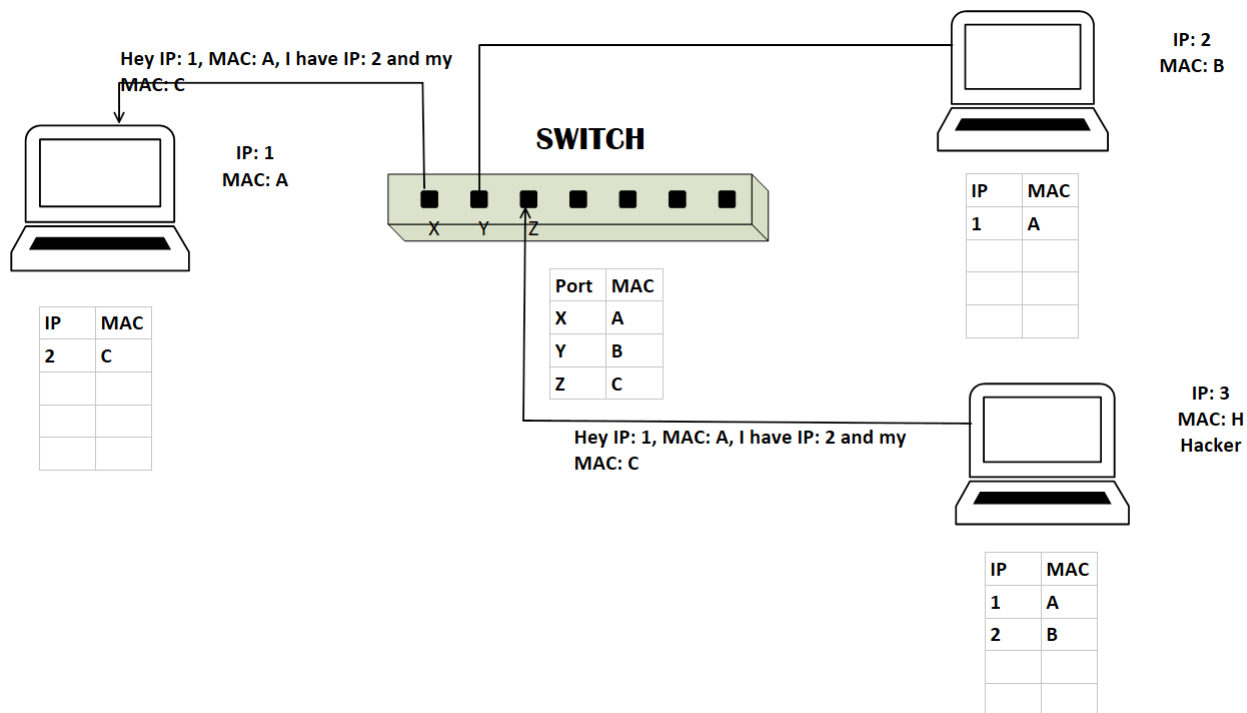 Hey IP: 1, MAC: A, I have IP: 2 and my
MAC: C
IP: 1
MAC: A
IP
MAC
2
C
SWITCH
X
Y
Z
Port
MAC
X
A
Y
B
Z
C
IP: 2
MAC: B
IP
MAC
1
A
Hey IP: 1, MAC: A, I have IP: 2 and my
MAC: C
IP: 3
MAC: H
Hacker
IP
MAC
1
A
2
B